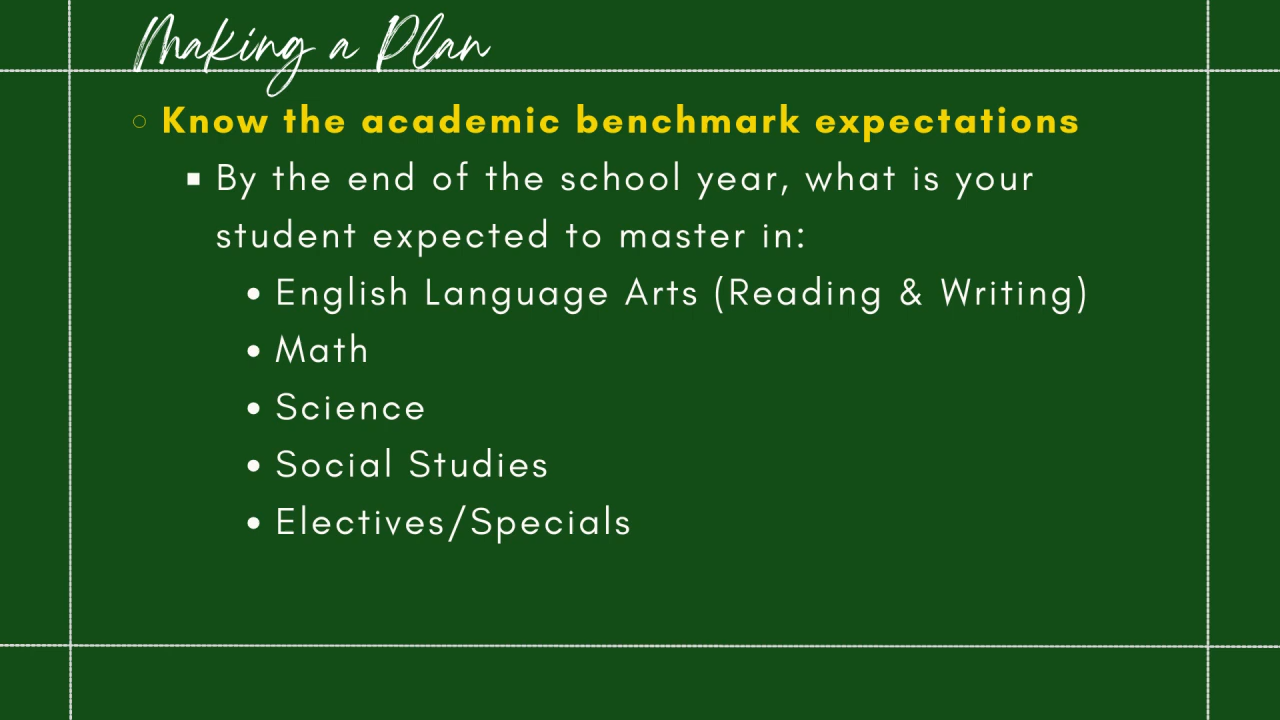 Making a Plan
Know the academic benchmark expectations
By the end of the school year, what is your
student expected to master in:
English Language Arts (Reading & Writing)
Math
Science
Social Studies
Electives/Specials